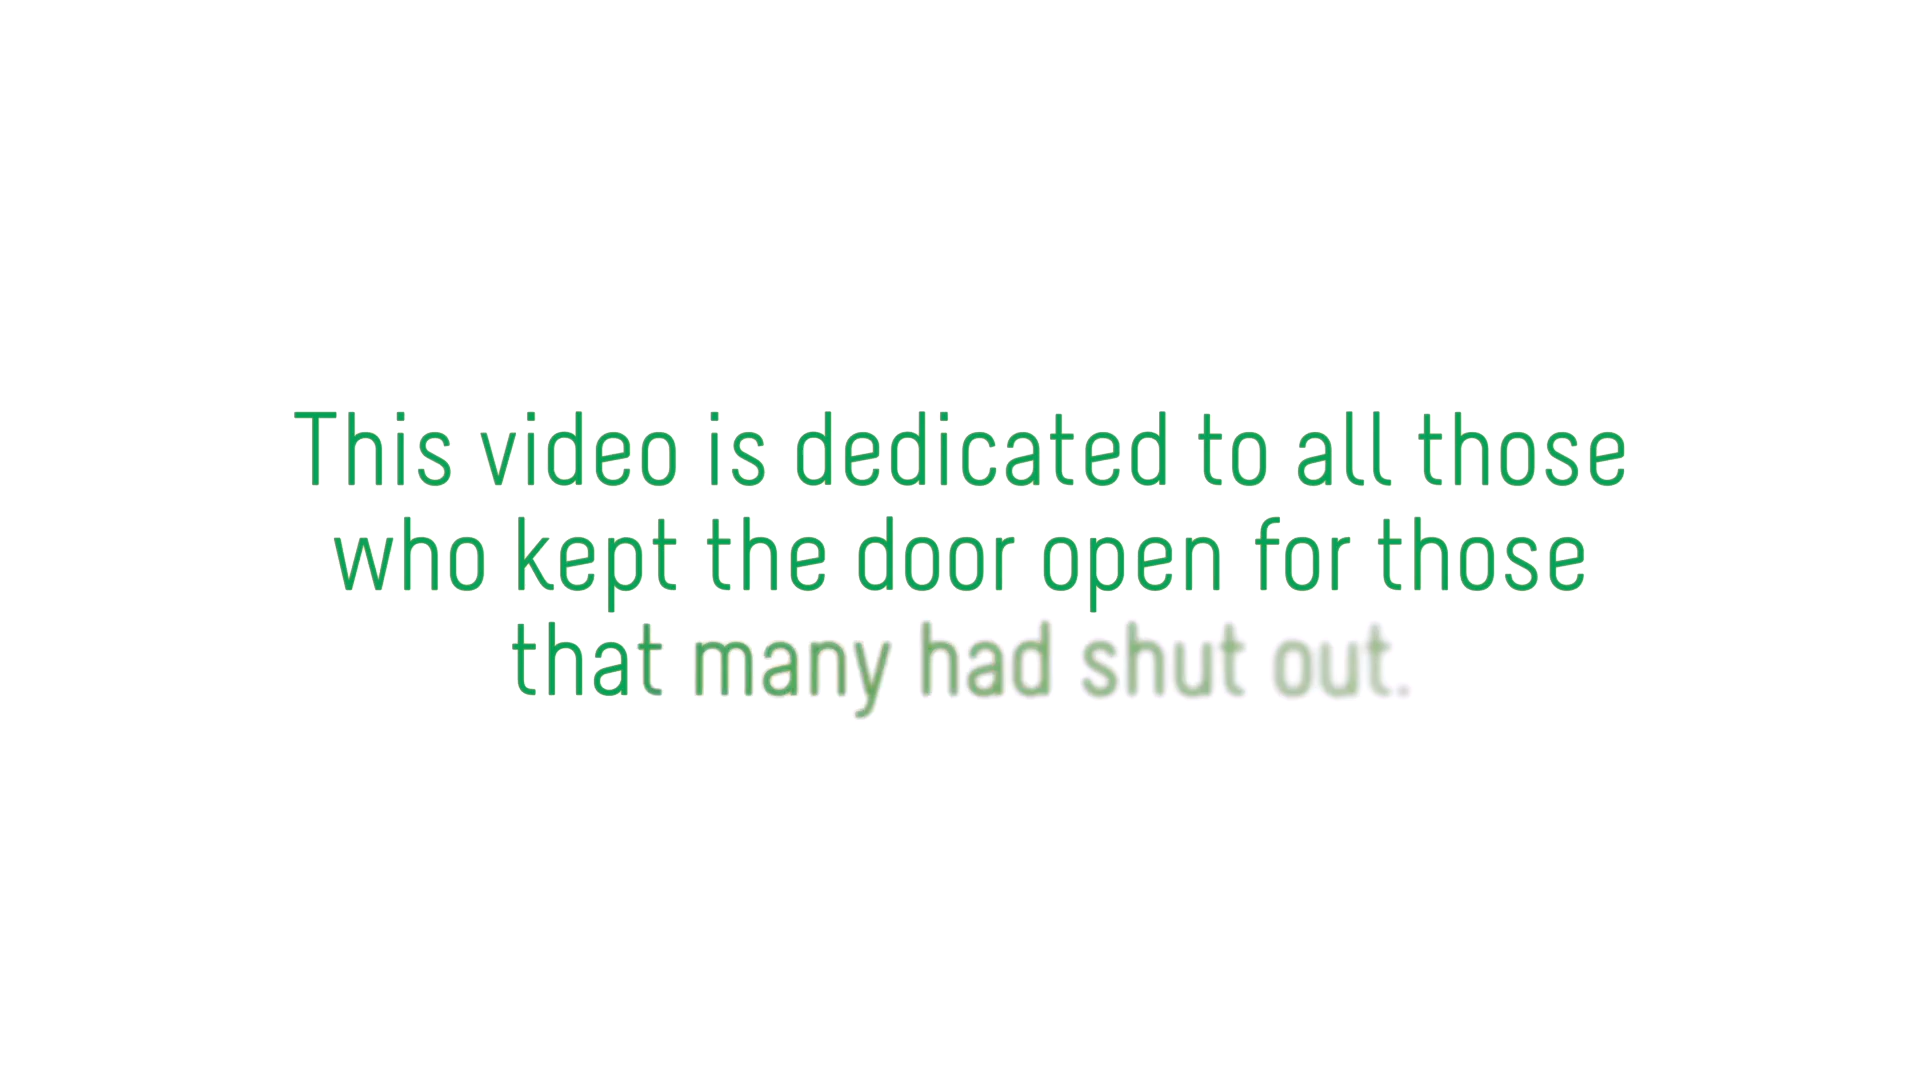 This video is dedicated to all those
who kept the door open for those
that many had shut out.